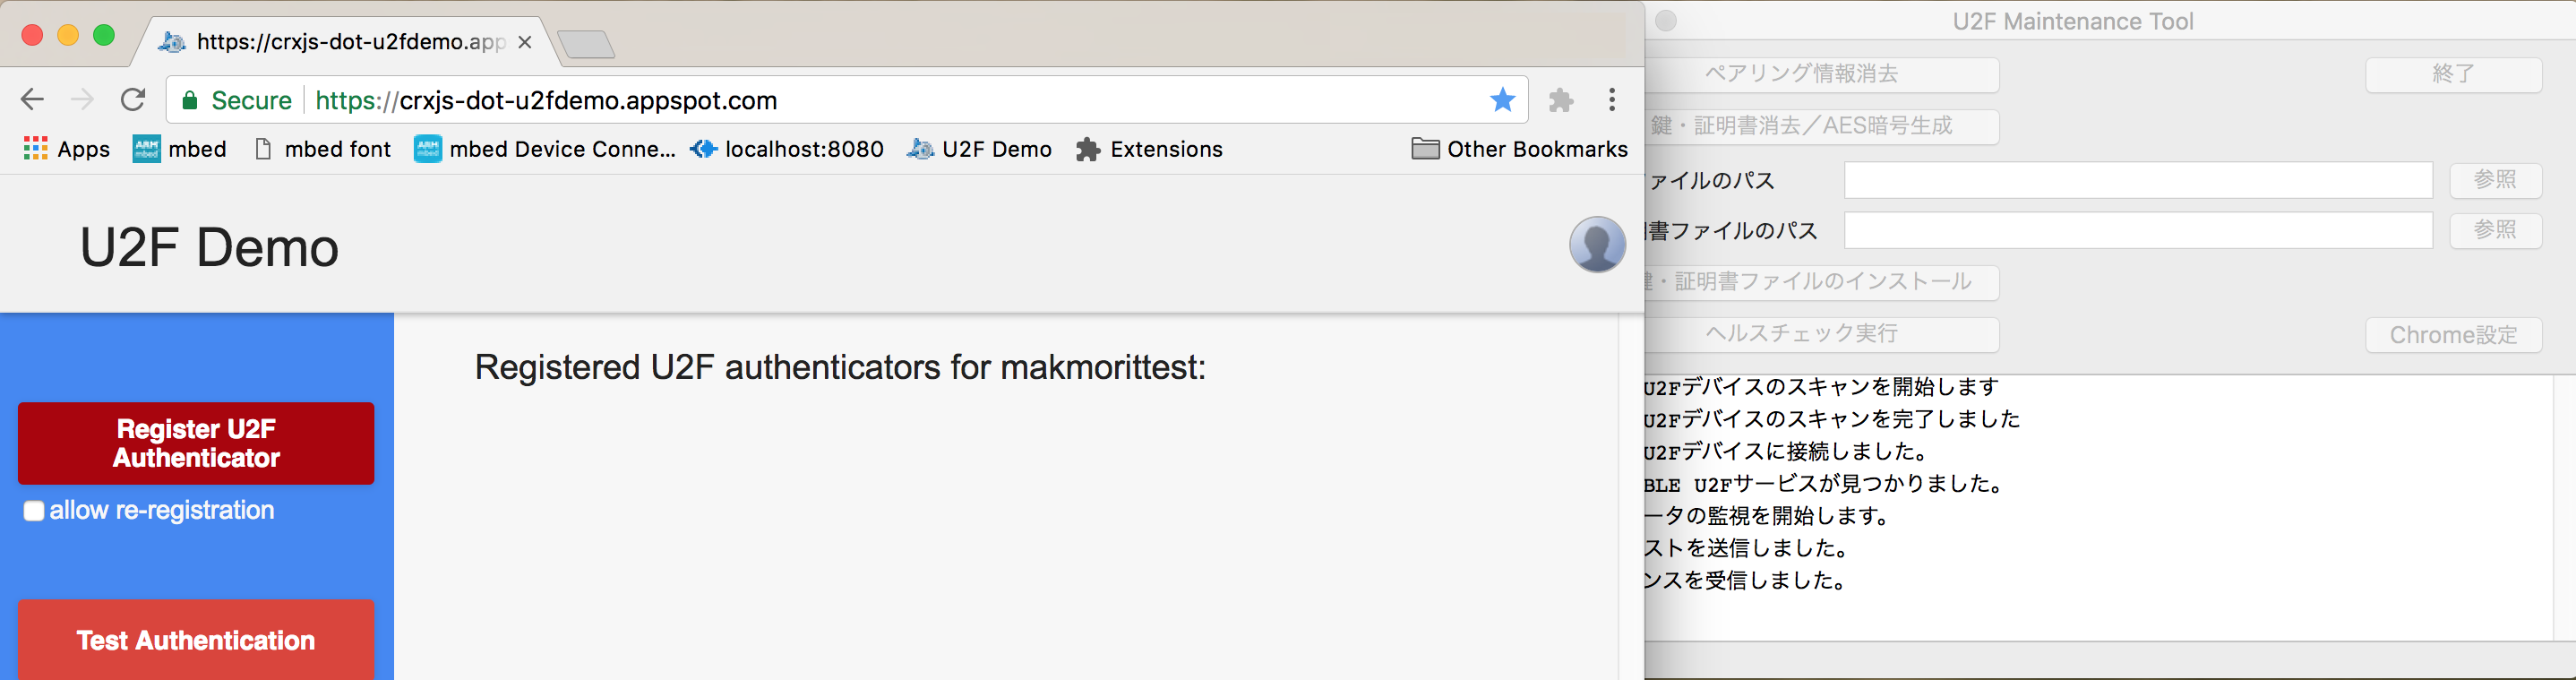 https://crxjs-dot-u2fdemo.app
Secure https://crxjs-dot-u2fdemo.appspot.com
Apps ARM mbed mbed mbed font ARM mbed mbed Device Conne... localhost:8080 U2F Demo Extensions Other Bookmarks
U2F Demo
Registered U2F authenticators for makmorittest:
Register U2F
Authenticator
allow re-registration
Test Authentication
U2F Maintenance Tool
ペアリング情報消去 終了
鍵・証明書消去／AES暗号生成
ァイルのパス 参照
書ファイルのパス 参照
・証明書ファイルのインストール
ヘルスチェック実行 Chrome設定
U2Fデバイスのスキャンを開始します
U2Fデバイスのスキャンを完了しました
U2Fデバイスに接続しました。
BLE U2Fサービスが見つかりました。
ータの監視を開始します。
ストを送信しました。
ンスを受信しました。